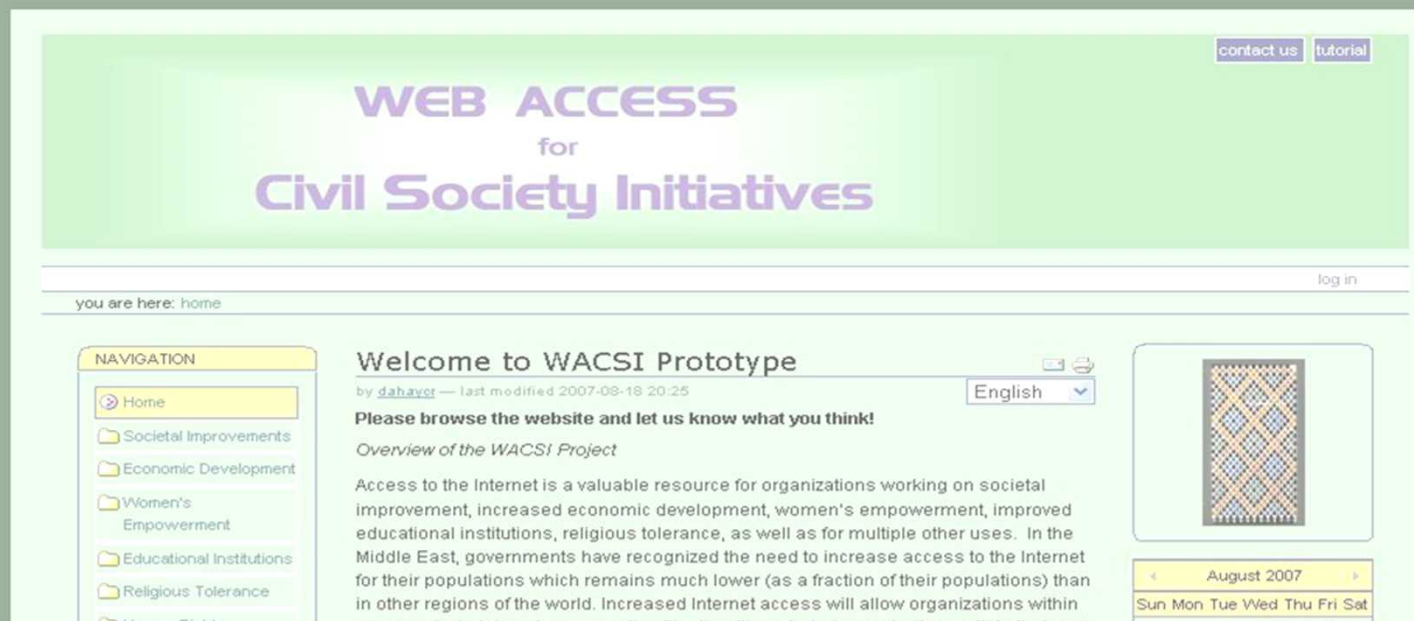 contact us tutorial
WEB ACCESS
for
Civil Society Initiatives
log in
you are here: home
NAVIGATION
Home
Societal Improvements
Economic Development
Women's
Empowerment
Educational Institutions
Religious Tolerance
Welcome to WACSI Prototype
by dahayor — last modified 2007-08-18 20:25
English
Please browse the website and let us know what you think!
Overview of the WACSI Project
Access to the Internet is a valuable resource for organizations working on societal
improvement, increased economic development, women's empowerment, improved
educational institutions, religious tolerance, as well as for multiple other uses. In the
Middle East, governments have recognized the need to increase access to the Internet
for their populations which remains much lower (as a fraction of their populations) than
in other regions of the world. Increased Internet access will allow organizations within
August 2007
Sun Mon Tue Wed Thu Fri Sat